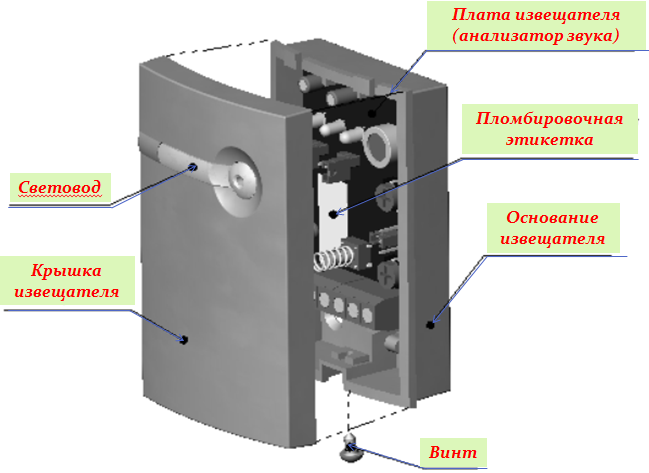 Плата извещателя
(анализатор звука)
Пломбировочная
этикетка
Световод
Основание
извещателя
Крышка
извещателя
Винт